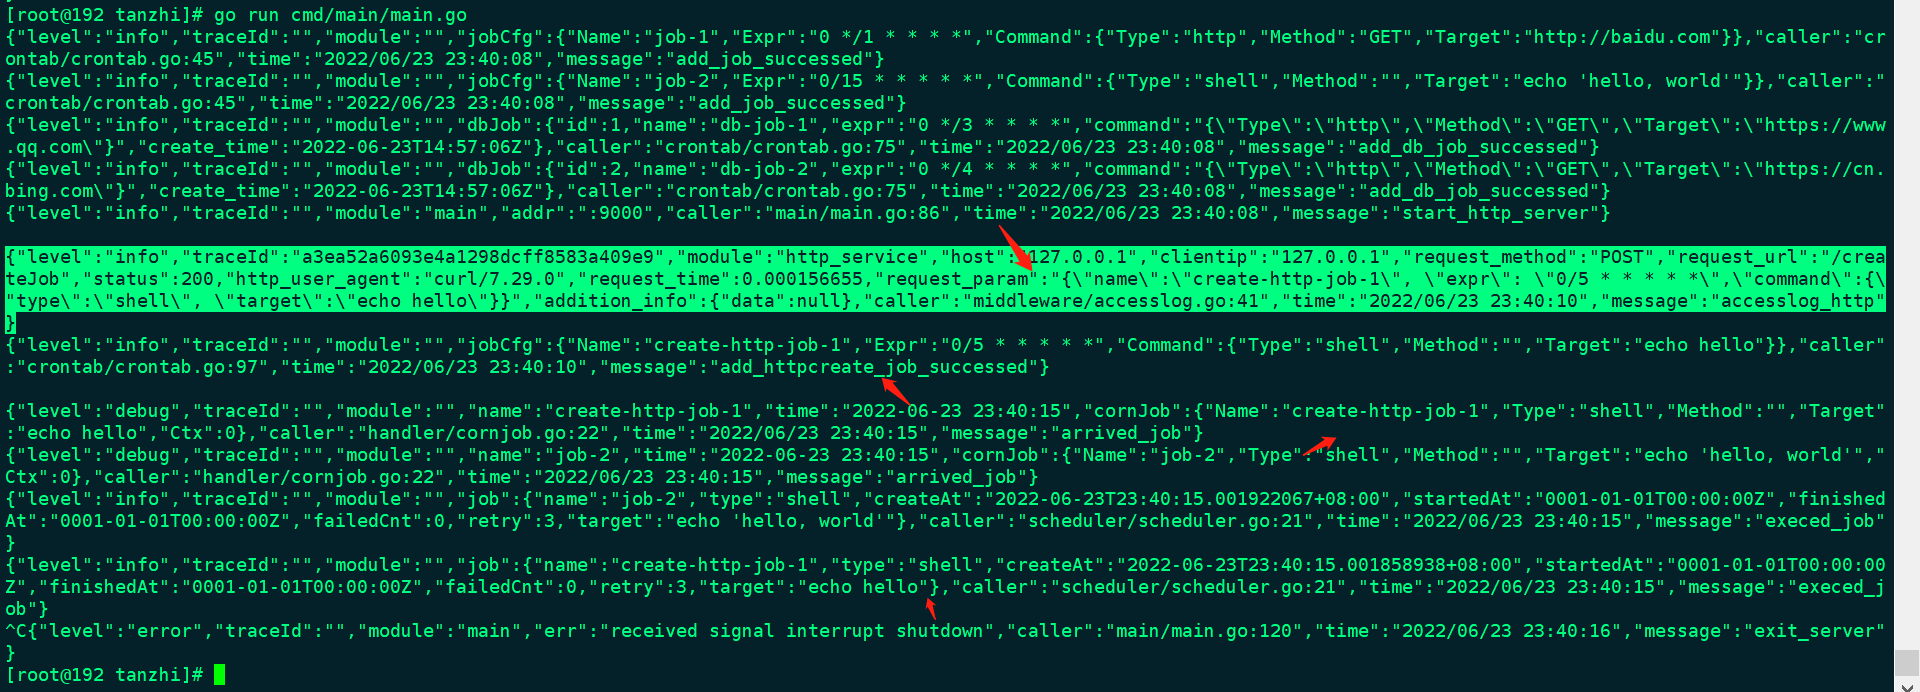 [root@192 tanzhi]# go run cmd/main/main.go
{"level":"info","traceId":"","module":"","jobCfg":{"Name":"job-1","Expr":"0 */1 * * * *","Command":{"Type":"http","Method":"GET","Target":"http://baidu.com"}},"caller":"cr
ontab/crontab.go:45","time":"2022/06/23 23:40:08","message":"add_job_successed"}
{"level":"info","traceId":"","module":"","jobCfg":{"Name":"job-2","Expr":"0/15 * * * * *","Command":{"Type":"shell","Method":"","Target":"echo 'hello, world'"}},"caller":"
crontab/crontab.go:45","time":"2022/06/23 23:40:08","message":"add_job_successed"}
{"level":"info","traceId":"","module":"","dbJob":{"id":1,"name":"db-job-1","expr":"0 */3 * * * *","command":"{\"Type\":\"http\",\"Method\":\"GET\",\"Target\":\"https://www
.qq.com\"}","create_time":"2022-06-23T14:57:06Z"},"caller":"crontab/crontab.go:75","time":"2022/06/23 23:40:08","message":"add_db_job_successed"}
{"level":"info","traceId":"","module":"","dbJob":{"id":2,"name":"db-job-2","expr":"0 */4 * * * *","command":"{\"Type\":\"http\",\"Method\":\"GET\",\"Target\":\"https://cn.
bing.com\"}","create_time":"2022-06-23T14:57:06Z"},"caller":"crontab/crontab.go:75","time":"2022/06/23 23:40:08","message":"add_db_job_successed"}
{"level":"info","traceId":"","module":"main","addr":":9000","caller":"main/main.go:86","time":"2022/06/23 23:40:08","message":"start_http_server"}
{"level":"info","traceId":"a3ea52a6093e4a1298dcff8583a409e9","module":"http_service","host":"127.0.0.1","clientip":"127.0.0.1","request_method":"POST","request_url":"/crea
teJob","status":200,"http_user_agent":"curl/7.29.0","request_time":0.000156655,"request_param":"{\"name\":\"create-http-job-1\", \"expr\": \"0/5 * * * * *\",\"command\":{\
"type\":\"shell\", \"target\":\"echo hello\"}}","addition_info":{"data":null},"caller":"middleware/accesslog.go:41","time":"2022/06/23 23:40:10","message":"accesslog_http"
}
{"level":"info","traceId":"","module":"","jobCfg":{"Name":"create-http-job-1","Expr":"0/5 * * * * *","Command":{"Type":"shell","Method":"","Target":"echo hello"}},"caller"
:"crontab/crontab.go:97","time":"2022/06/23 23:40:10","message":"add_httpcreate_job_successed"}
{"level":"debug","traceId":"","module":"","name":"create-http-job-1","time":"2022-06-23 23:40:15","cornJob":{"Name":"create-http-job-1","Type":"shell","Method":"","Target"
:"echo hello","Ctx":0},"caller":"handler/cornjob.go:22","time":"2022/06/23 23:40:15","message":"arrived_job"}
{"level":"debug","traceId":"","module":"","name":"job-2","time":"2022-06-23 23:40:15","cornJob":{"Name":"job-2","Type":"shell","Method":"","Target":"echo 'hello, world'","
Ctx":0},"caller":"handler/cornjob.go:22","time":"2022/06/23 23:40:15","message":"arrived_job"}
{"level":"info","traceId":"","module":"","job":{"name":"job-2","type":"shell","createAt":"2022-06-23T23:40:15.001922067+08:00","startedAt":"0001-01-01T00:00:00Z","finished
At":"0001-01-01T00:00:00Z","failedCnt":0,"retry":3,"target":"echo 'hello, world'"},"caller":"scheduler/scheduler.go:21","time":"2022/06/23 23:40:15","message":"execed_job"
}
{"level":"info","traceId":"","module":"","job":{"name":"create-http-job-1","type":"shell","createAt":"2022-06-23T23:40:15.001858938+08:00","startedAt":"0001-01-01T00:00:00
Z","finishedAt":"0001-01-01T00:00:00Z","failedCnt":0,"retry":3,"target":"echo hello"},"caller":"scheduler/scheduler.go:21","time":"2022/06/23 23:40:15","message":"execed_j
ob"}
^C{"level":"error","traceId":"","module":"main","err":"received signal interrupt shutdown","caller":"main/main.go:120","time":"2022/06/23 23:40:16","message":"exit_server"
}
[root@192 tanzhi]#